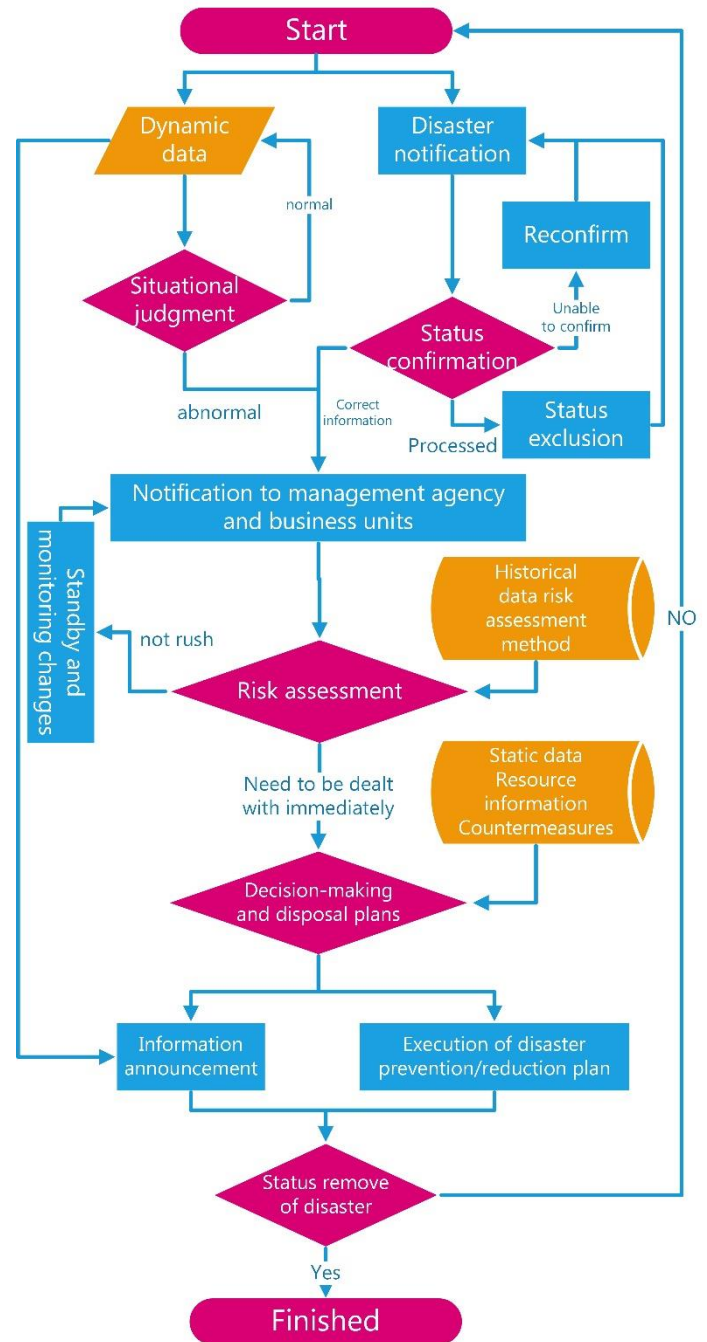 Start
Dynamic
data
Disaster
notification
normal
Reconfirm
Situational
judgment
Unable
to confirm
Status
confirmation
abnormal
Correct
information
Processed
Status
exclusion
Notification to management agency
and business units
Standby and
monitoring changes
Historical
data risk
assessment
method
NO
not rush
Risk assessment
Need to be dealt
with immediately
Static data
Resource
information
Countermeasures
Decision-making
and disposal plans
Information
announcement
Execution of disaster
prevention/reduction plan
Status remove
of disaster
Yes
Finished